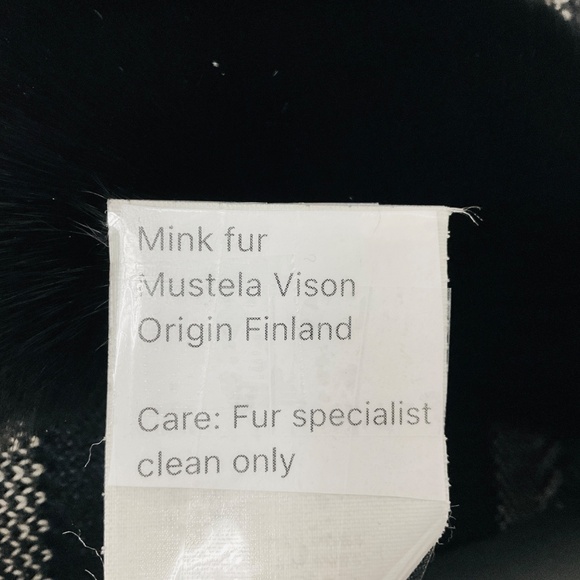 Mink fur
Mustela Vison
Origin Finland
Care: Fur specialist
clean only